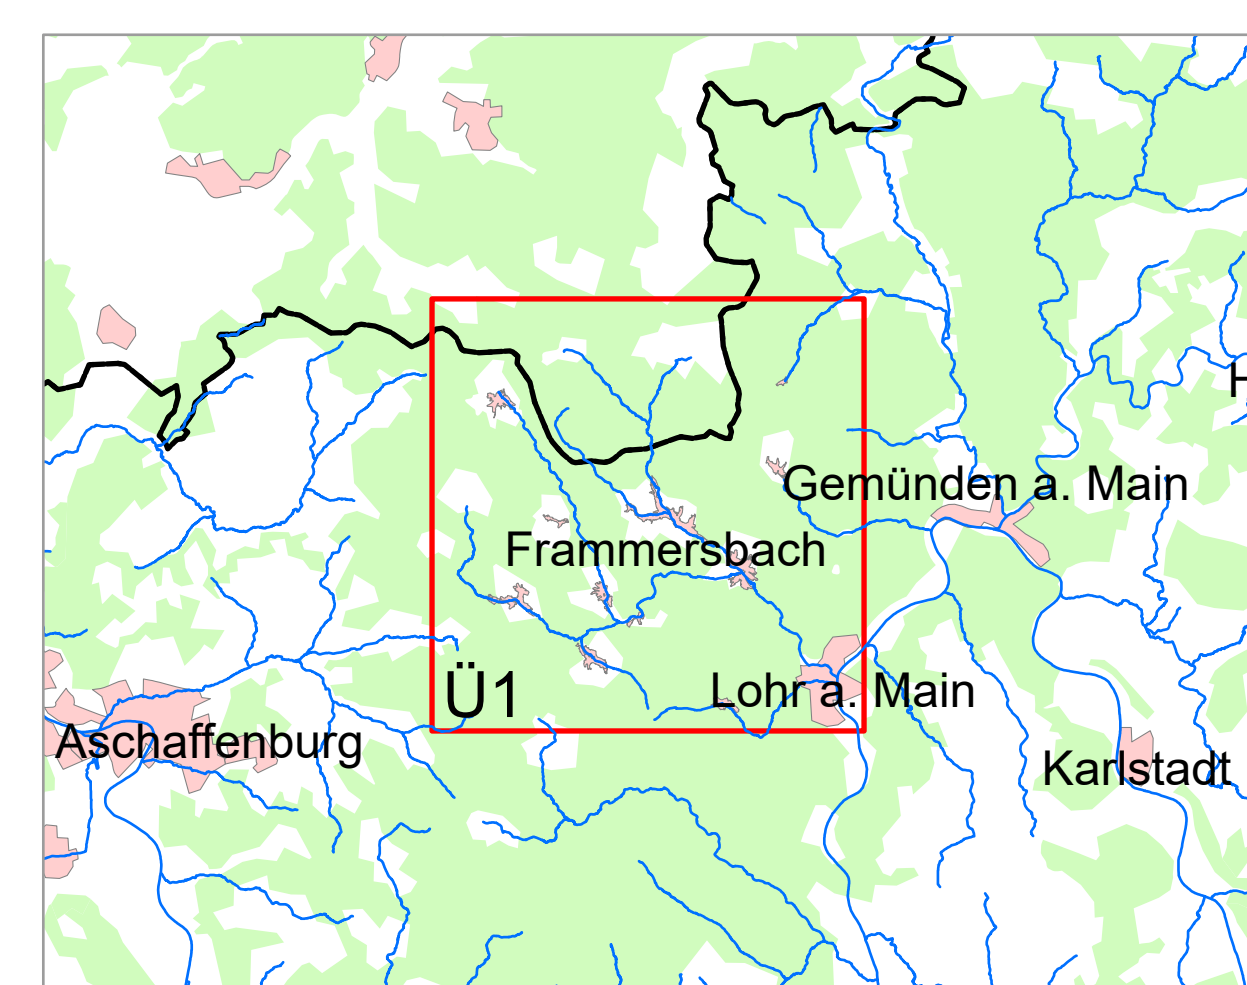 H
Gemünden a. Main
Frammersbach
Ü1
Lohr a. Main
Aschaffenburg
Karlstadt